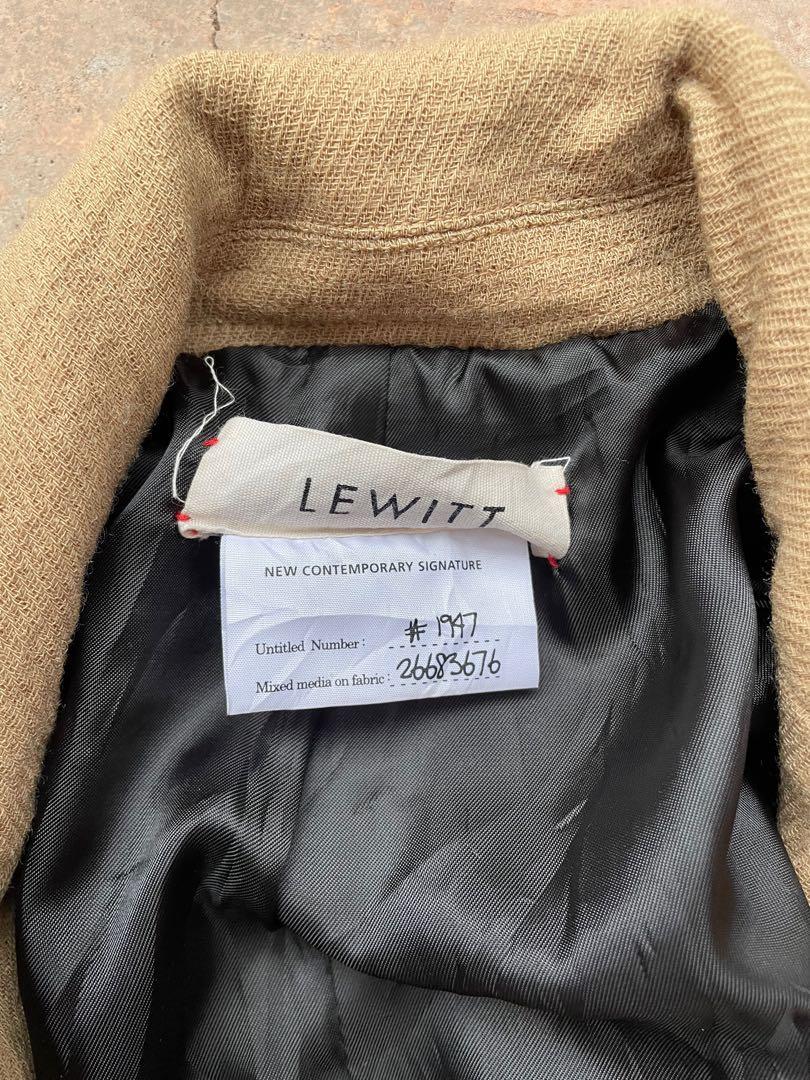 LEWITT
NEW CONTEMPORARY SIGNATURE
Untitled Number: #1947
Mixed media on fabric: 26683676